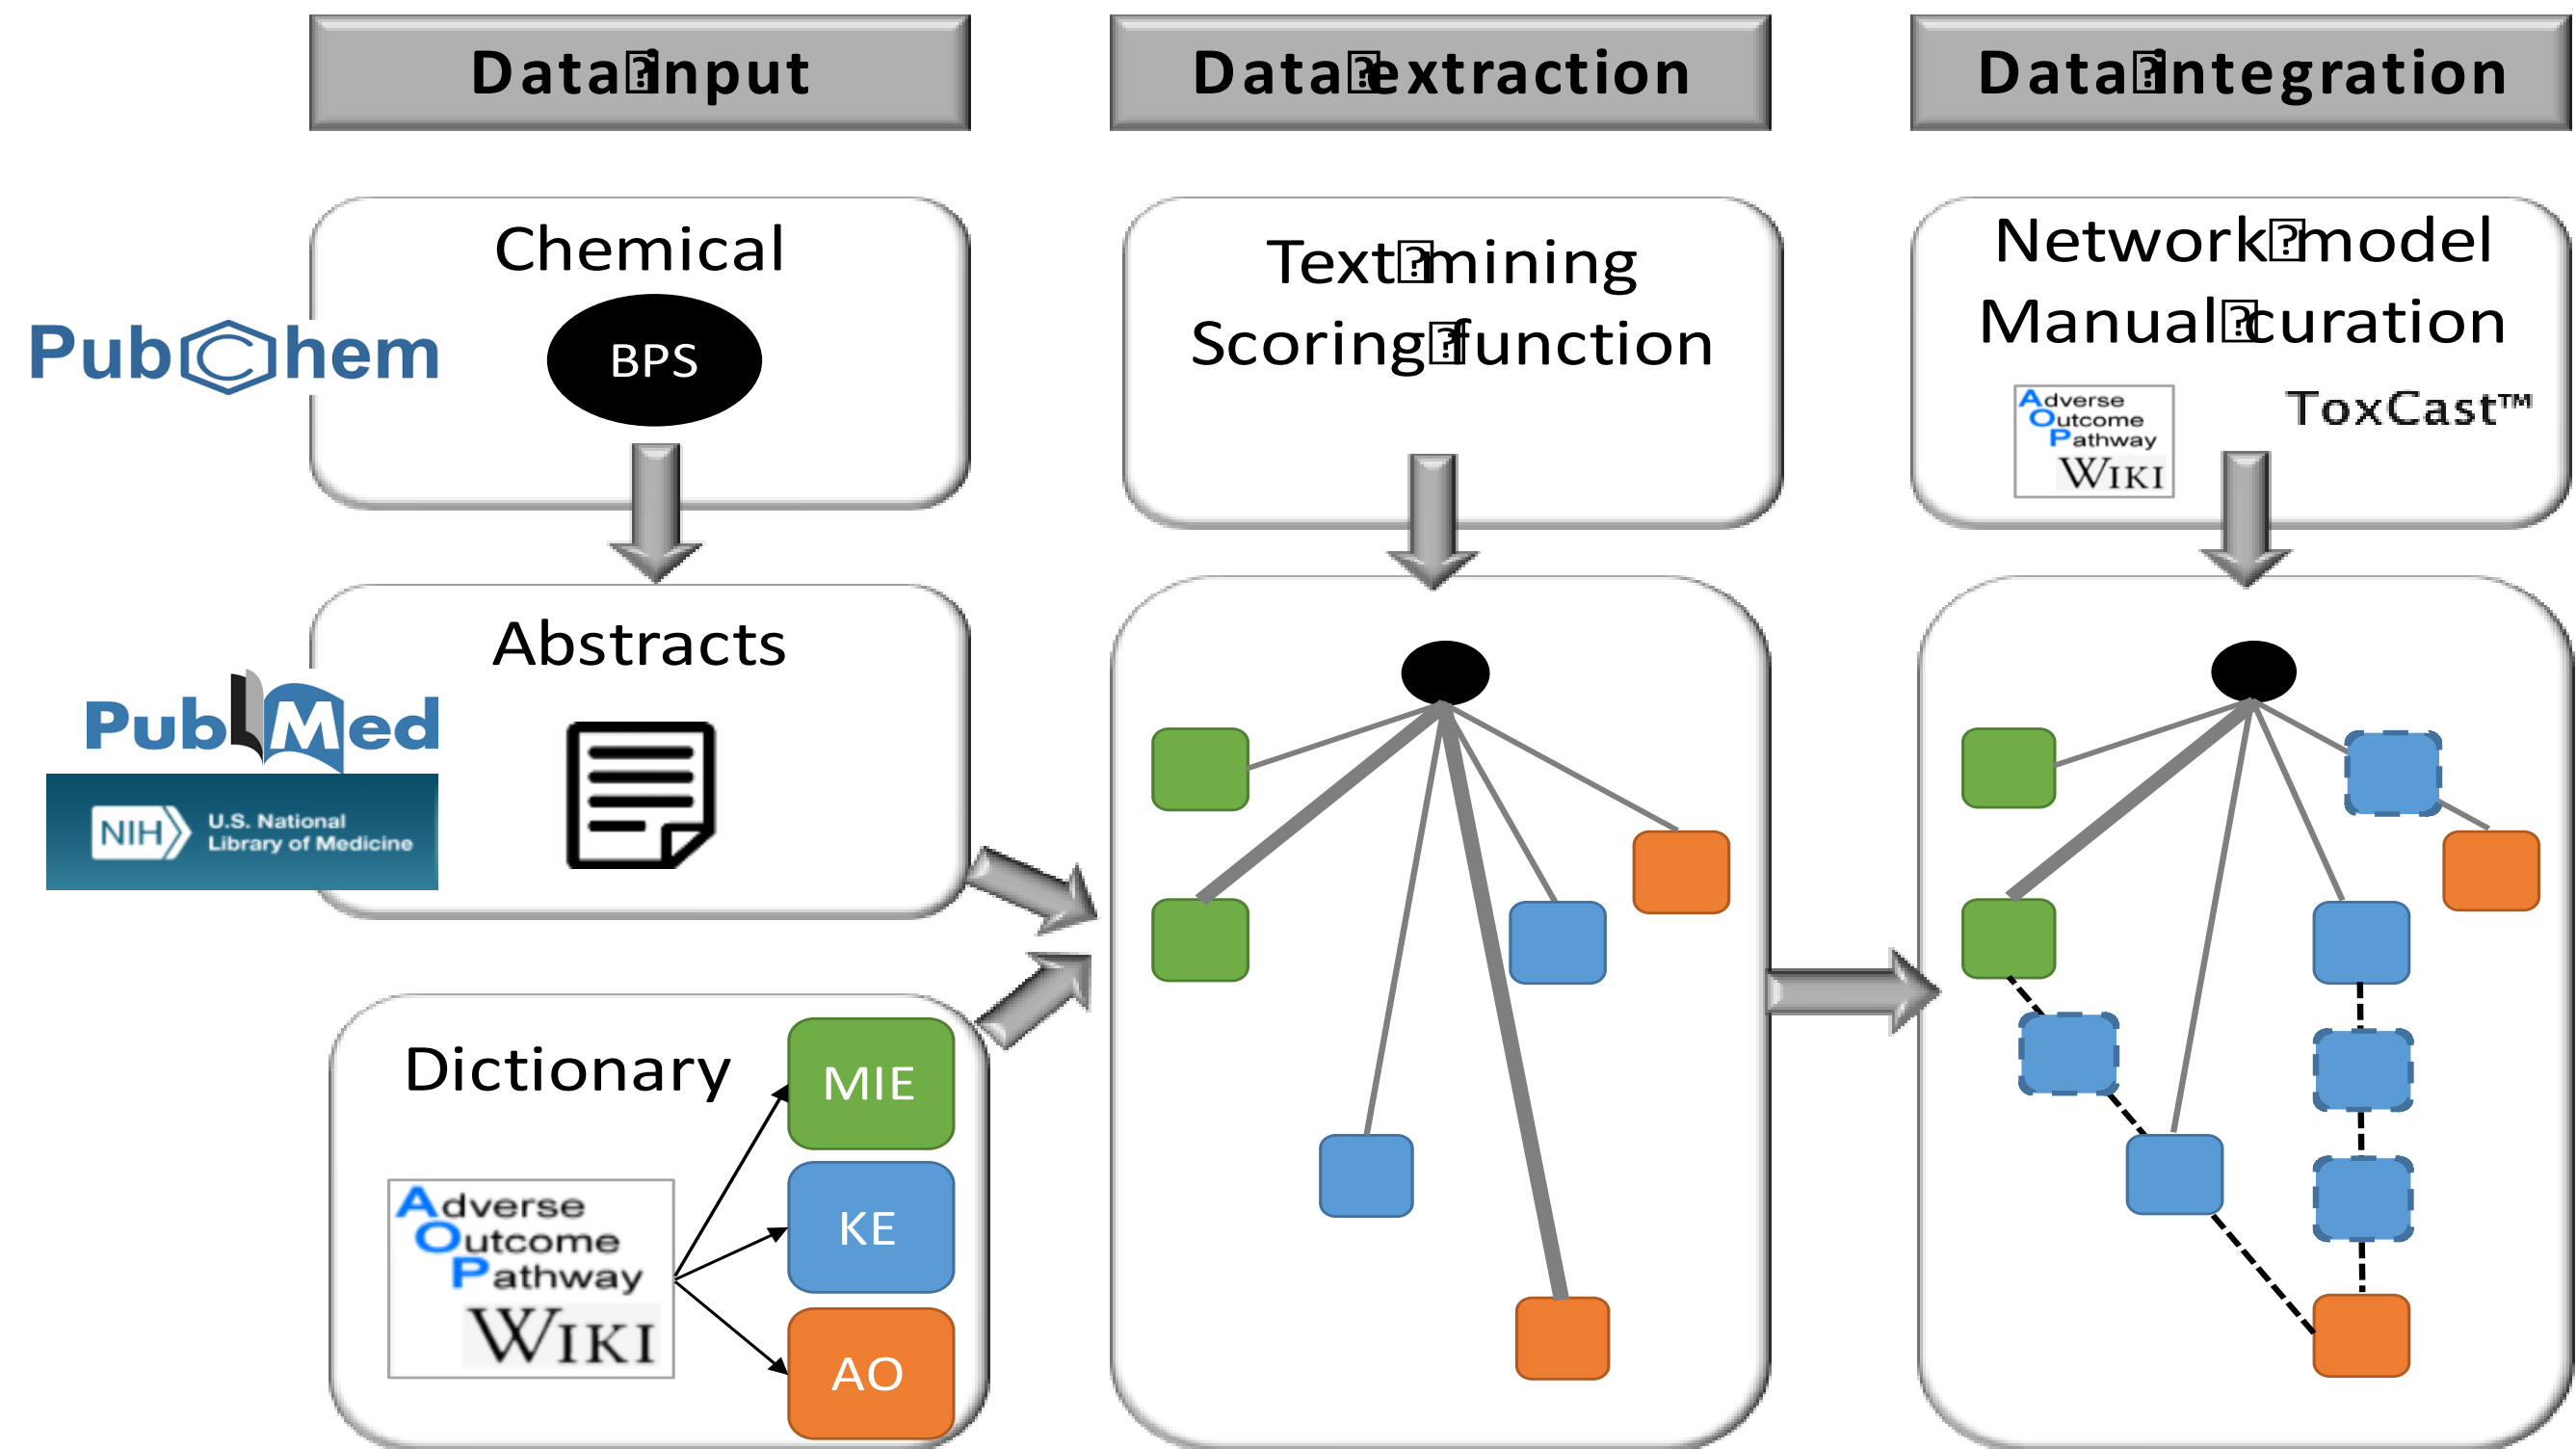 Data input
Data extraction
Data integration
Chemical
BPS
PubChem
Text mining
Scoring function
Network model
Manual curation
Adverse
Outcome
Pathway
WIKI
ToxCast™
Abstracts
PubMed
NIH
U.S. National
Library of Medicine
Dictionary
MIE
KE
AO
Adverse
Outcome
Pathway
WIKI